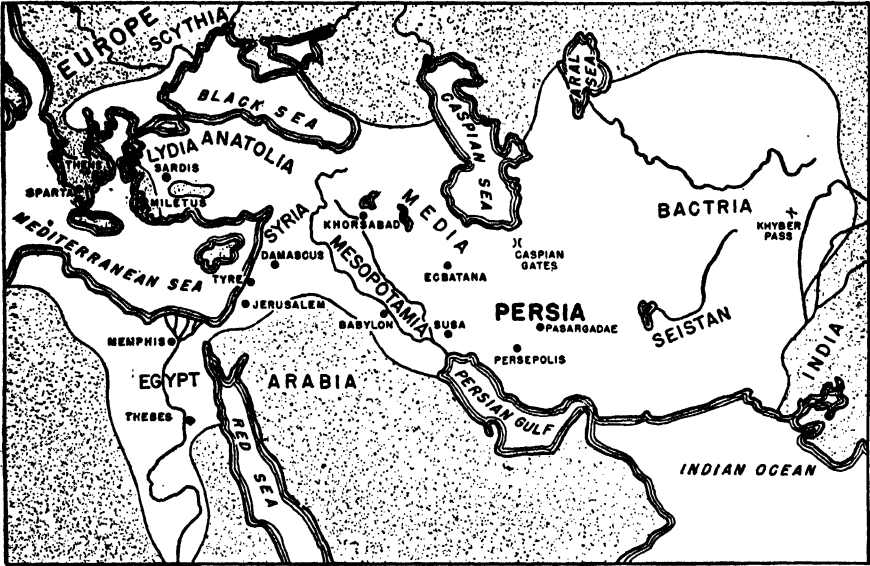 EUROPE
SCYTHIA
BLACK SEA
CASPIAN SEA
ARAL SEA
THENS
LYDIA
ANATOLIA
SARDIS
SPARTA
MILETUS
MEDITERRANEAN SEA
SYRIA
KHORSABAD
MEDIA
BACTRIA
KHYBER
PASS
CASPIAN
GATES
DAMASCUS
MESOPOTAMIA
ECBATANA
TYRE
JERUSALEM
BABYLON
SUSA
PERSIA
PASARGADAE
SEISTAN
MEMPHIS
PERSEPOLIS
INDIA
EGYPT
ARABIA
PERSIAN GULF
THEBES
RED SEA
INDIAN OCEAN